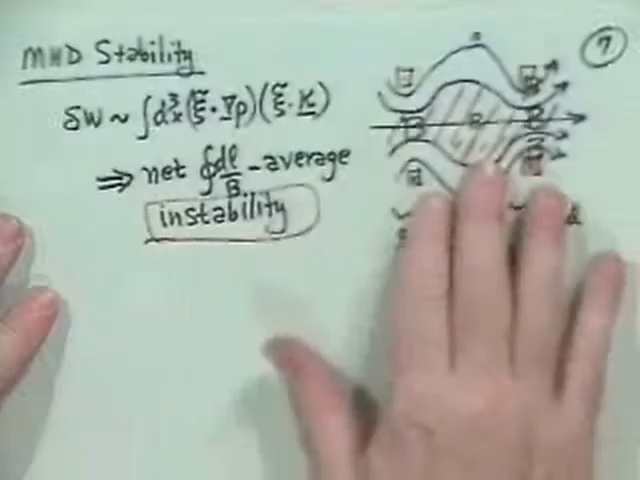 MHD Stability
7
δW ~ ∫d³x(ξ̃·∇p)(ξ̃·κ)
⇒ net ∮dl/B - average
instability